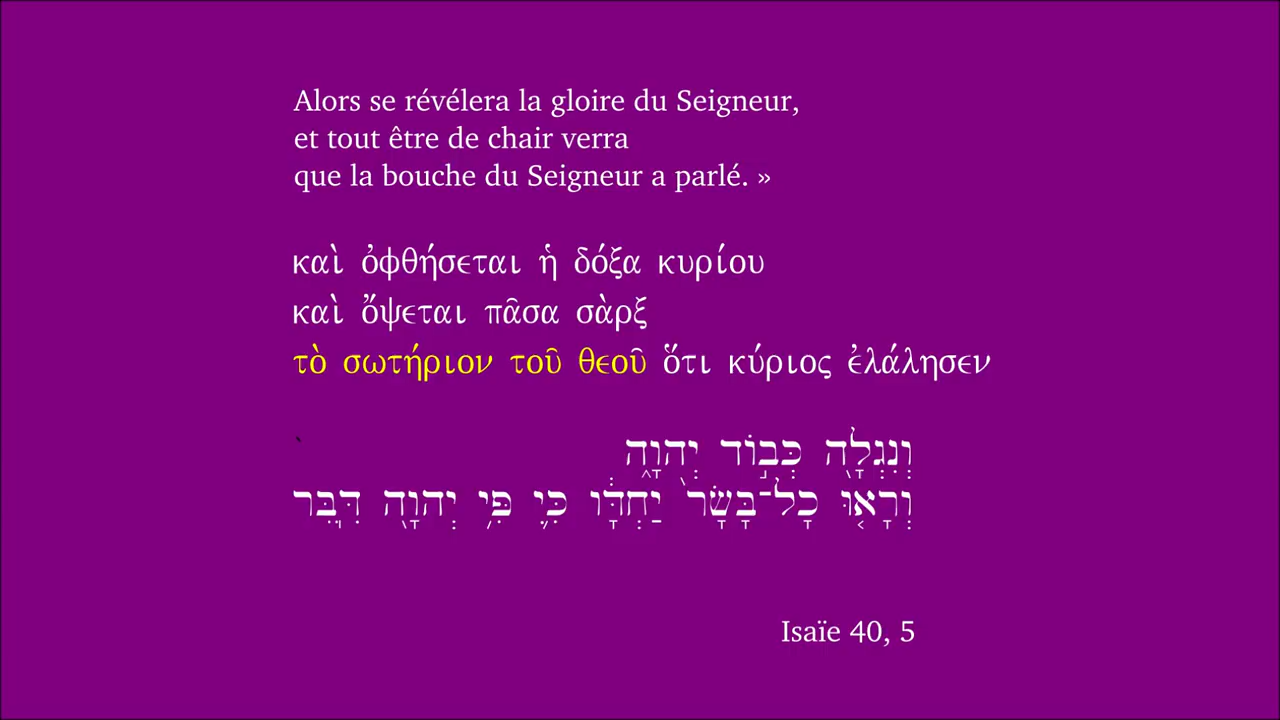 Alors se révélera la gloire du Seigneur,
et tout être de chair verra
que la bouche du Seigneur a parlé. »
καὶ ὀφθήσεται ἡ δόξα κυρίου
καὶ ὄψεται πᾶσα σὰρξ
τὸ σωτήριον τοῦ θεοῦ ὅτι κύριος ἐλάλησεν
וְנִגְלָ֖ה כְּב֣וֹד יְהוָ֑ה
וְרָא֤וּ כָל־בָּשָׂר֙ יַחְדָּ֔ו כִּ֛י פִּ֥י יְהוָ֖ה דִּבֵּֽר
Isaïe 40, 5